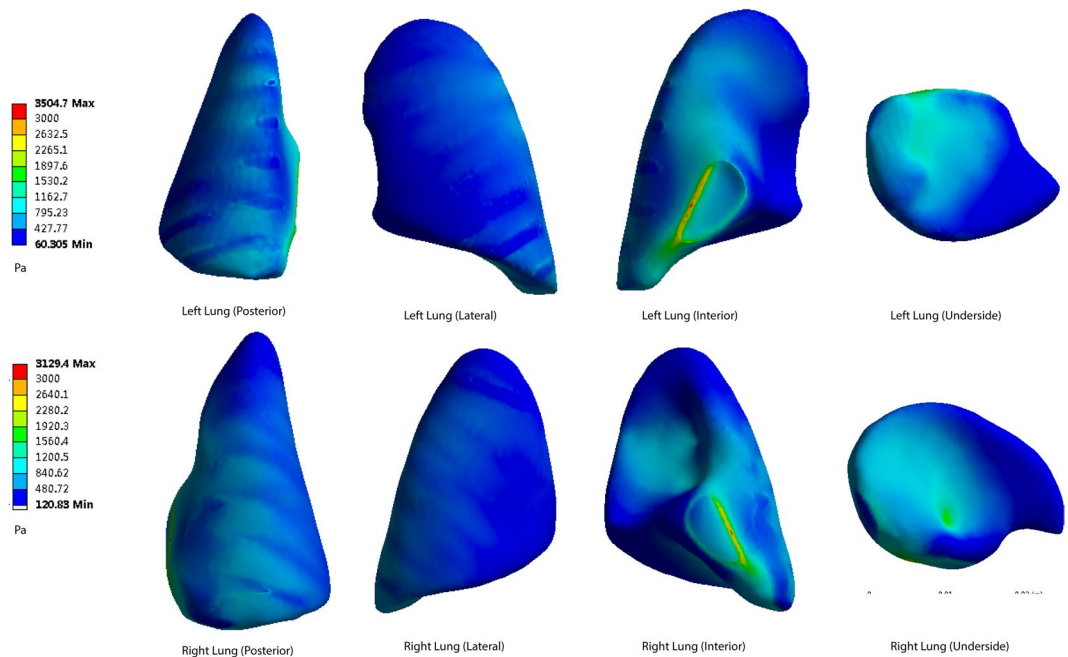 3504.7 Max
3000
2632.5
2265.1
1897.6
1530.2
1162.7
795.23
427.77
60.305 Min
Pa
Left Lung (Posterior)
Left Lung (Lateral)
Left Lung (Interior)
Left Lung (Underside)
3129.4 Max
3000
2640.1
2280.2
1920.3
1560.4
1200.5
840.62
480.72
120.83 Min
Pa
Right Lung (Posterior)
Right Lung (Lateral)
Right Lung (Interior)
Right Lung (Underside)